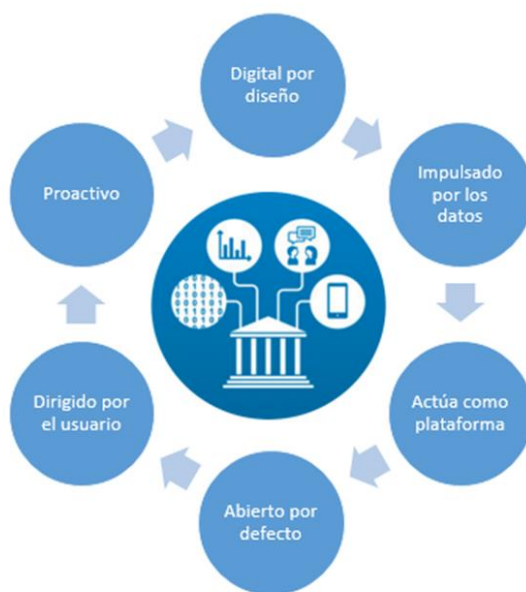 Digital por
diseño
Impulsado
por los
datos
Actúa como
plataforma
Abierto por
defecto
Dirigido por
el usuario
Proactivo